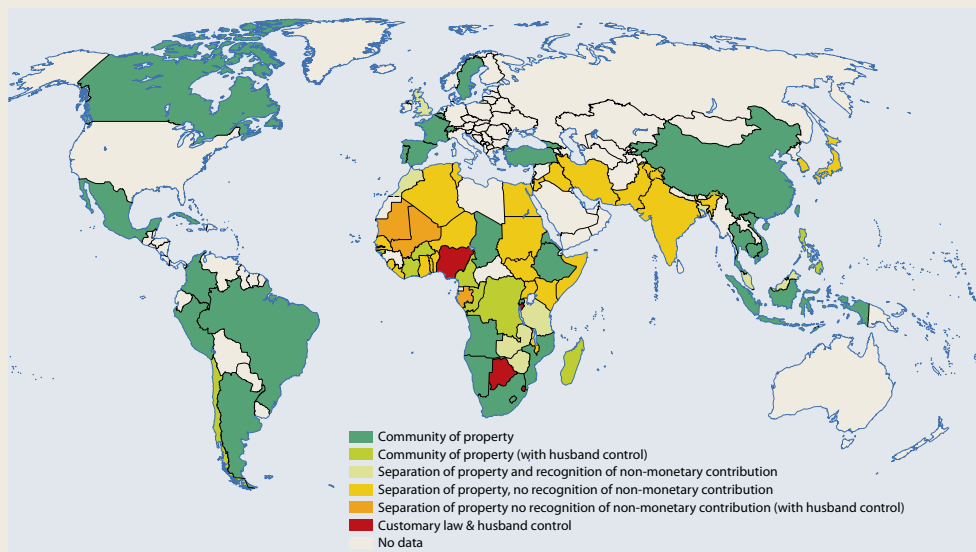 Community of property
Community of property (with husband control)
Separation of property and recognition of non-monetary contribution
Separation of property, no recognition of non-monetary contribution
Separation of property no recognition of non-monetary contribution (with husband control)
Customary law & husband control
No data